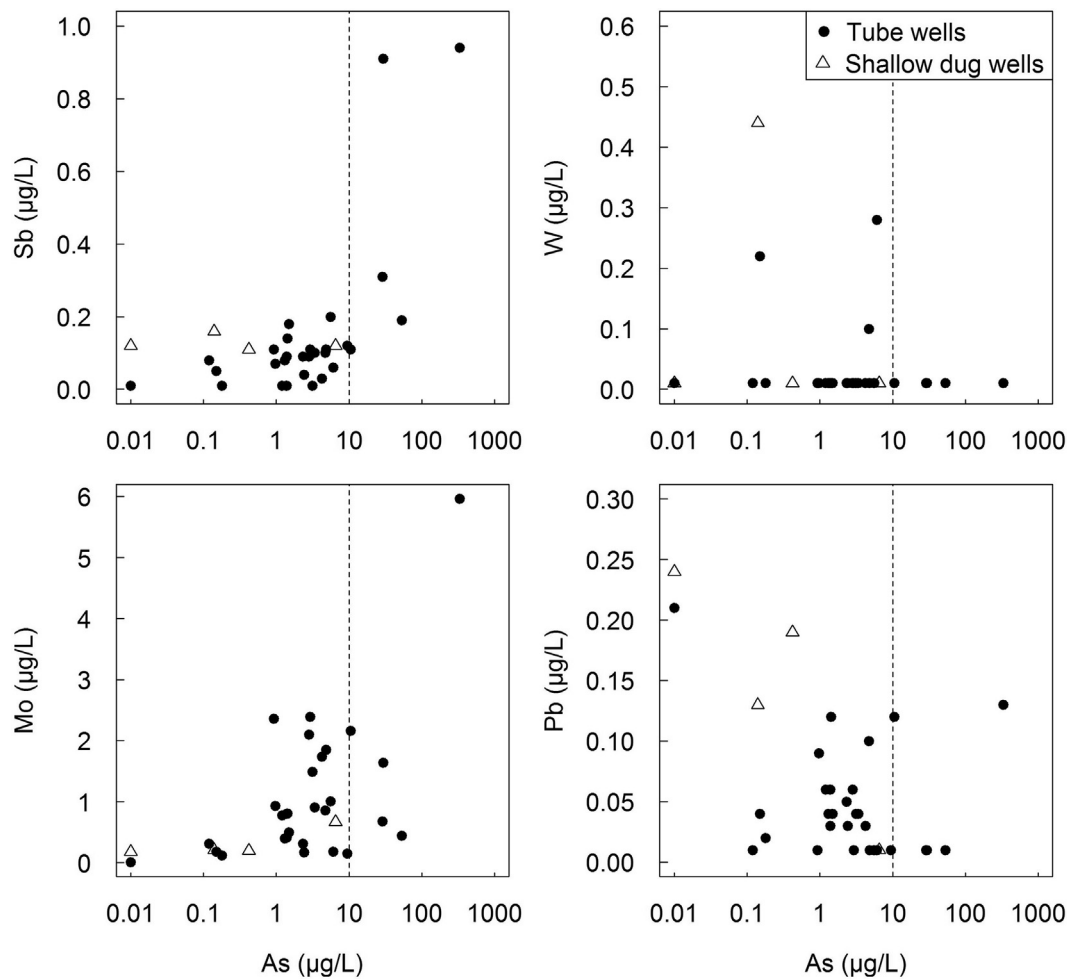 1.0
0.8
0.6
0.4
0.2
0.0
Sb (µg/L)
0.01 0.1 1 10 100 1000
0.6
0.5
0.4
0.3
0.2
0.1
0.0
W (µg/L)
Tube wells
Shallow dug wells
0.01 0.1 1 10 100 1000
6
5
4
3
2
1
0
Mo (µg/L)
0.01 0.1 1 10 100 1000
As (µg/L)
0.30
0.25
0.20
0.15
0.10
0.05
0.00
Pb (µg/L)
0.01 0.1 1 10 100 1000
As (µg/L)